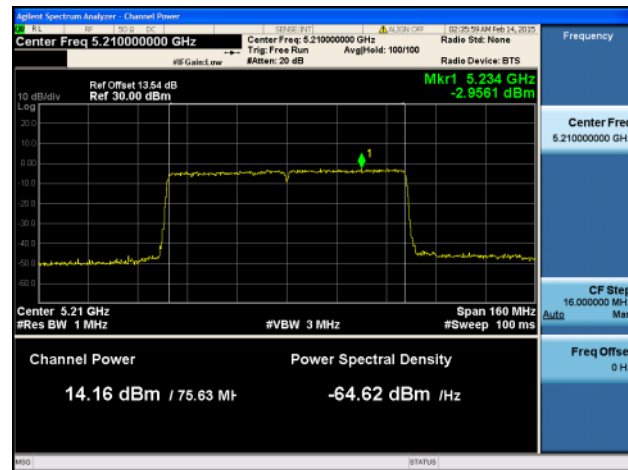 Agilent Spectrum Analyzer - Channel Power
RL RF 50 Ω DC SENSE:INT ALIGN OFF 02:35:59 AM Feb 14, 2015
Center Freq 5.210000000 GHz Center Freq: 5.210000000 GHz Radio Std: None Frequency
Trig: Free Run Avg|Hold: 100/100
#IFGain:Low #Atten: 20 dB Radio Device: BTS
Ref Offset 13.54 dB Mkr1 5.234 GHz
10 dB/div Ref 30.00 dBm -2.9561 dBm
Log
20.0
10.0
0.00
-10.0
-20.0
-30.0
-40.0
-50.0
-60.0
1
Center Freq
5.210000000 GHz
Center 5.21 GHz Span 160 MHz
#Res BW 1 MHz #VBW 3 MHz #Sweep 100 ms
CF Step
16.000000 MHz
Auto Man
Channel Power Power Spectral Density
14.16 dBm / 75.63 MH -64.62 dBm /Hz
Freq Offset
0 Hz
MSG STATUS